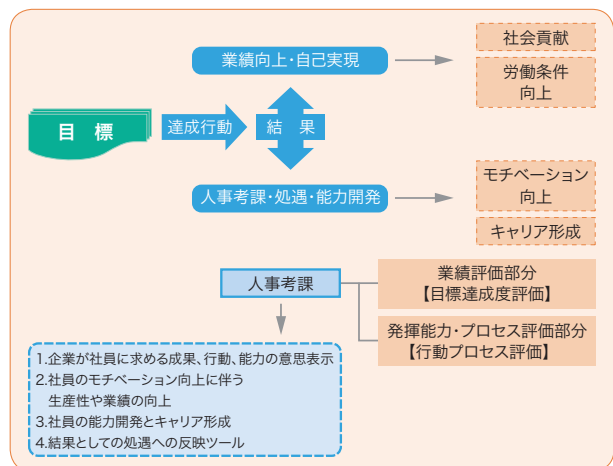 社会貢献
業績向上・自己実現
労働条件
向上
目 標
達成行動
結 果
モチベーション
向上
人事考課・処遇・能力開発
キャリア形成
人事考課
業績評価部分
【目標達成度評価】
発揮能力・プロセス評価部分
【行動プロセス評価】
1.企業が社員に求める成果、行動、能力の意思表示
2.社員のモチベーション向上に伴う
生産性や業績の向上
3.社員の能力開発とキャリア形成
4.結果としての処遇への反映ツール